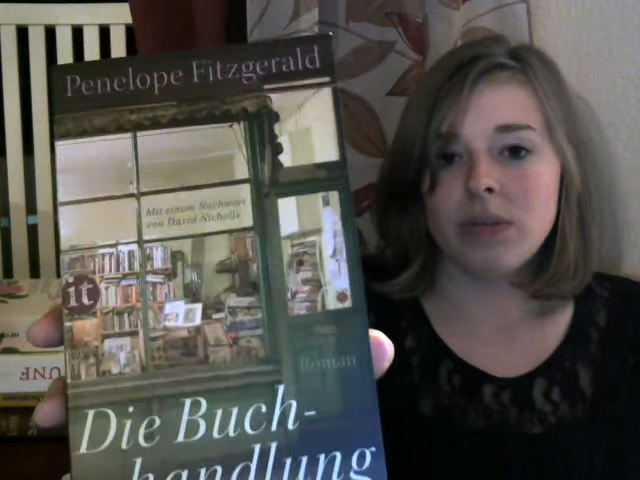 Penelope Fitzgerald
Mit einem Nachwort
von David Nicholls
it
Roman
Die Buch-
handlung